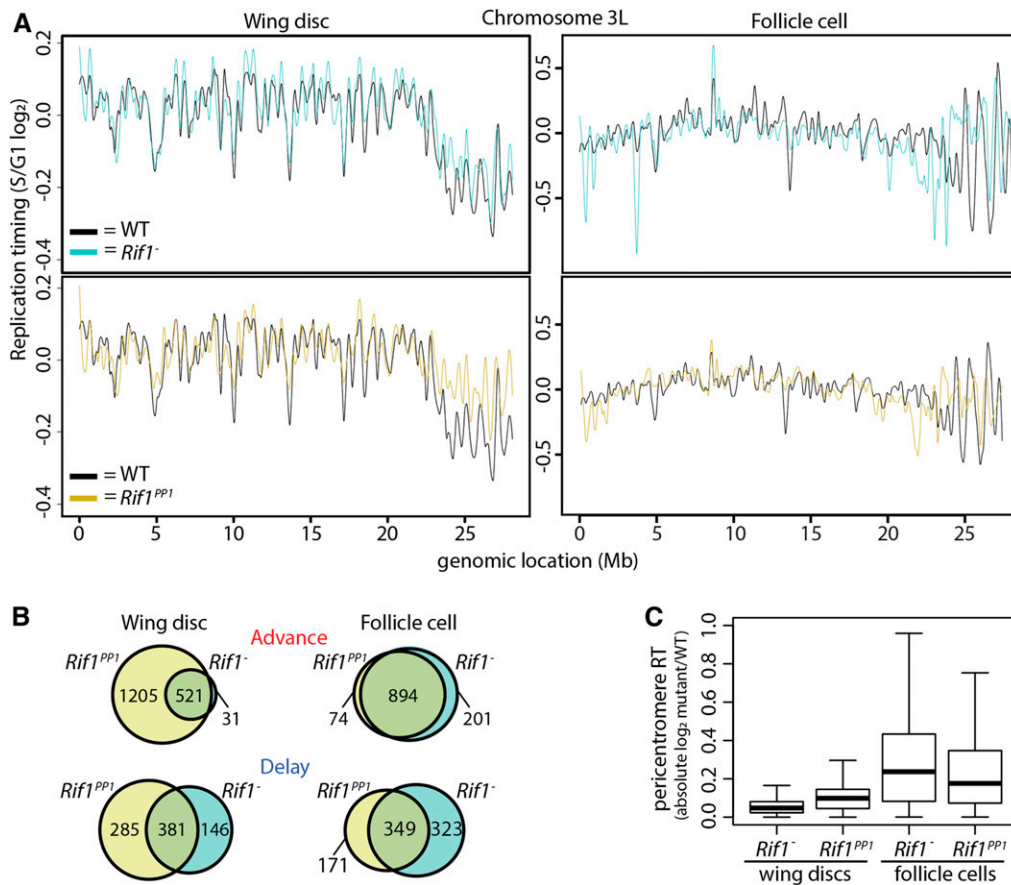 A
Wing disc
Chromosome 3L
Follicle cell
Replication timing (S/G1 log₂)
0.2
0.0
-0.2
-0.4
= WT
= Rif1⁻
0.5
0.0
-0.5
0.2
0.0
-0.2
-0.4
= WT
= Rif1ᴾᴾ¹
0.5
0.0
-0.5
0 5 10 15 20 25
0 5 10 15 20 25
genomic location (Mb)
B
Wing disc
Follicle cell
Advance
Rif1ᴾᴾ¹
Rif1⁻
1205
521
31
Rif1ᴾᴾ¹
Rif1⁻
894
74
201
Delay
Rif1ᴾᴾ¹
Rif1⁻
285
381
146
Rif1ᴾᴾ¹
Rif1⁻
349
323
171
C
pericentromere RT
(absolute log₂ mutant/WT)
1.0
0.8
0.6
0.4
0.2
0.0
Rif1⁻ Rif1ᴾᴾ¹ Rif1⁻ Rif1ᴾᴾ¹
wing discs follicle cells